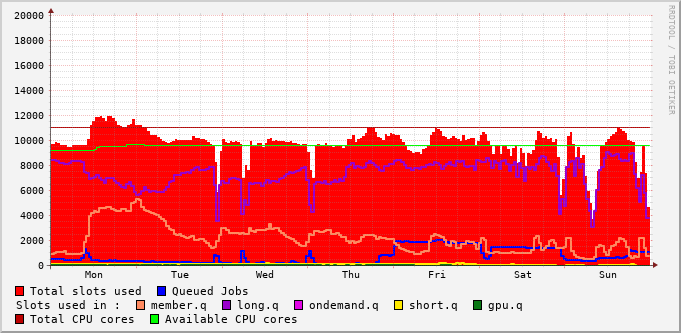 RRDTOOL / TOBI OETIKER
20000
18000
16000
14000
12000
10000
8000
6000
4000
2000
0
Mon Tue Wed Thu Fri Sat Sun
Total slots used Queued Jobs
Slots used in : member.q long.q ondemand.q short.q gpu.q
Total CPU cores Available CPU cores